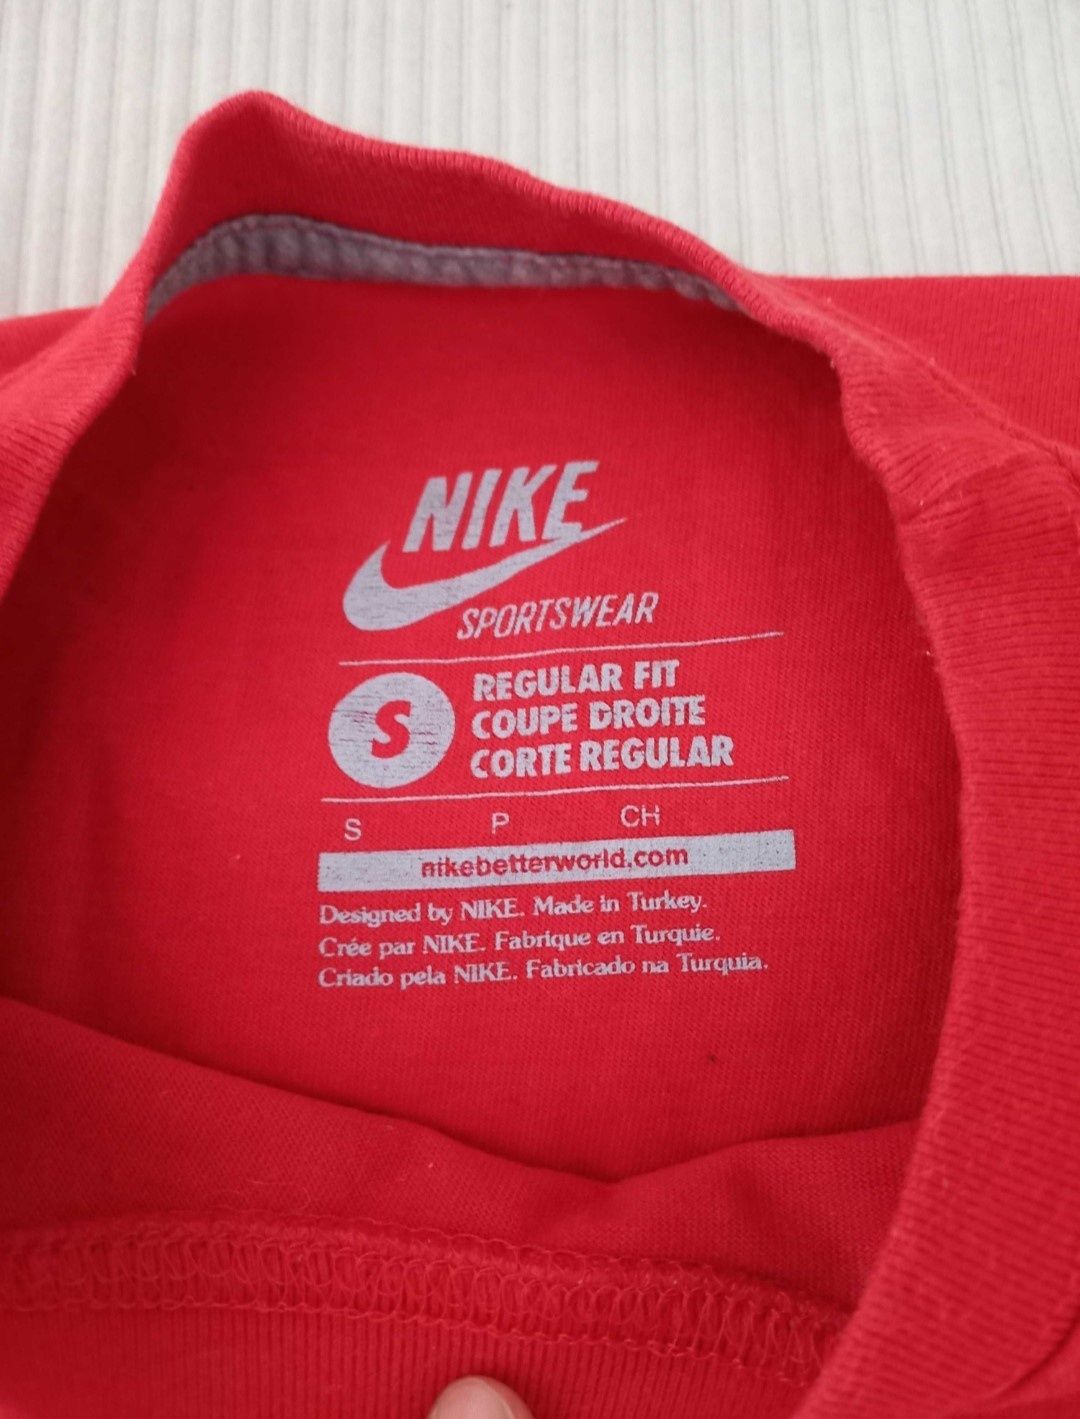 NIKE
SPORTSWEAR
S
REGULAR FIT
COUPE DROITE
CORTE REGULAR
S P CH
nikebetterworld.com
Designed by NIKE. Made in Turkey.
Crée par NIKE. Fabrique en Turquie.
Criado pela NIKE. Fabricado na Turquia.